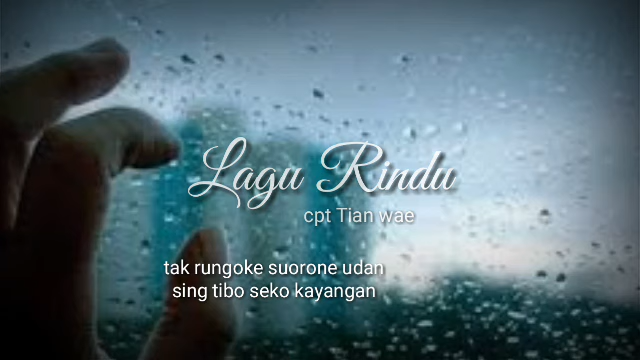 Lagu Rindu
cpt Tian wae
tak rungoke suorone udan
sing tibo seko kayangan